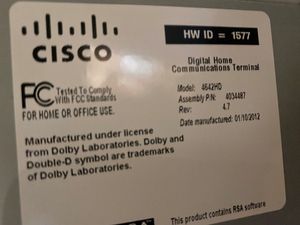 HW ID = 1577
CISCO
Digital Home
Communications Terminal
FC Tested To Comply
With FCC Standards
FOR HOME OR OFFICE USE.
Model: 4642HD
Assembly P/N: 4034487
Rev: 4.7
Date manufactured: 01/10/2012
Manufactured under license
from Dolby Laboratories. Dolby and
Double-D symbol are trademarks
of Dolby Laboratories.
This product contains RSA software